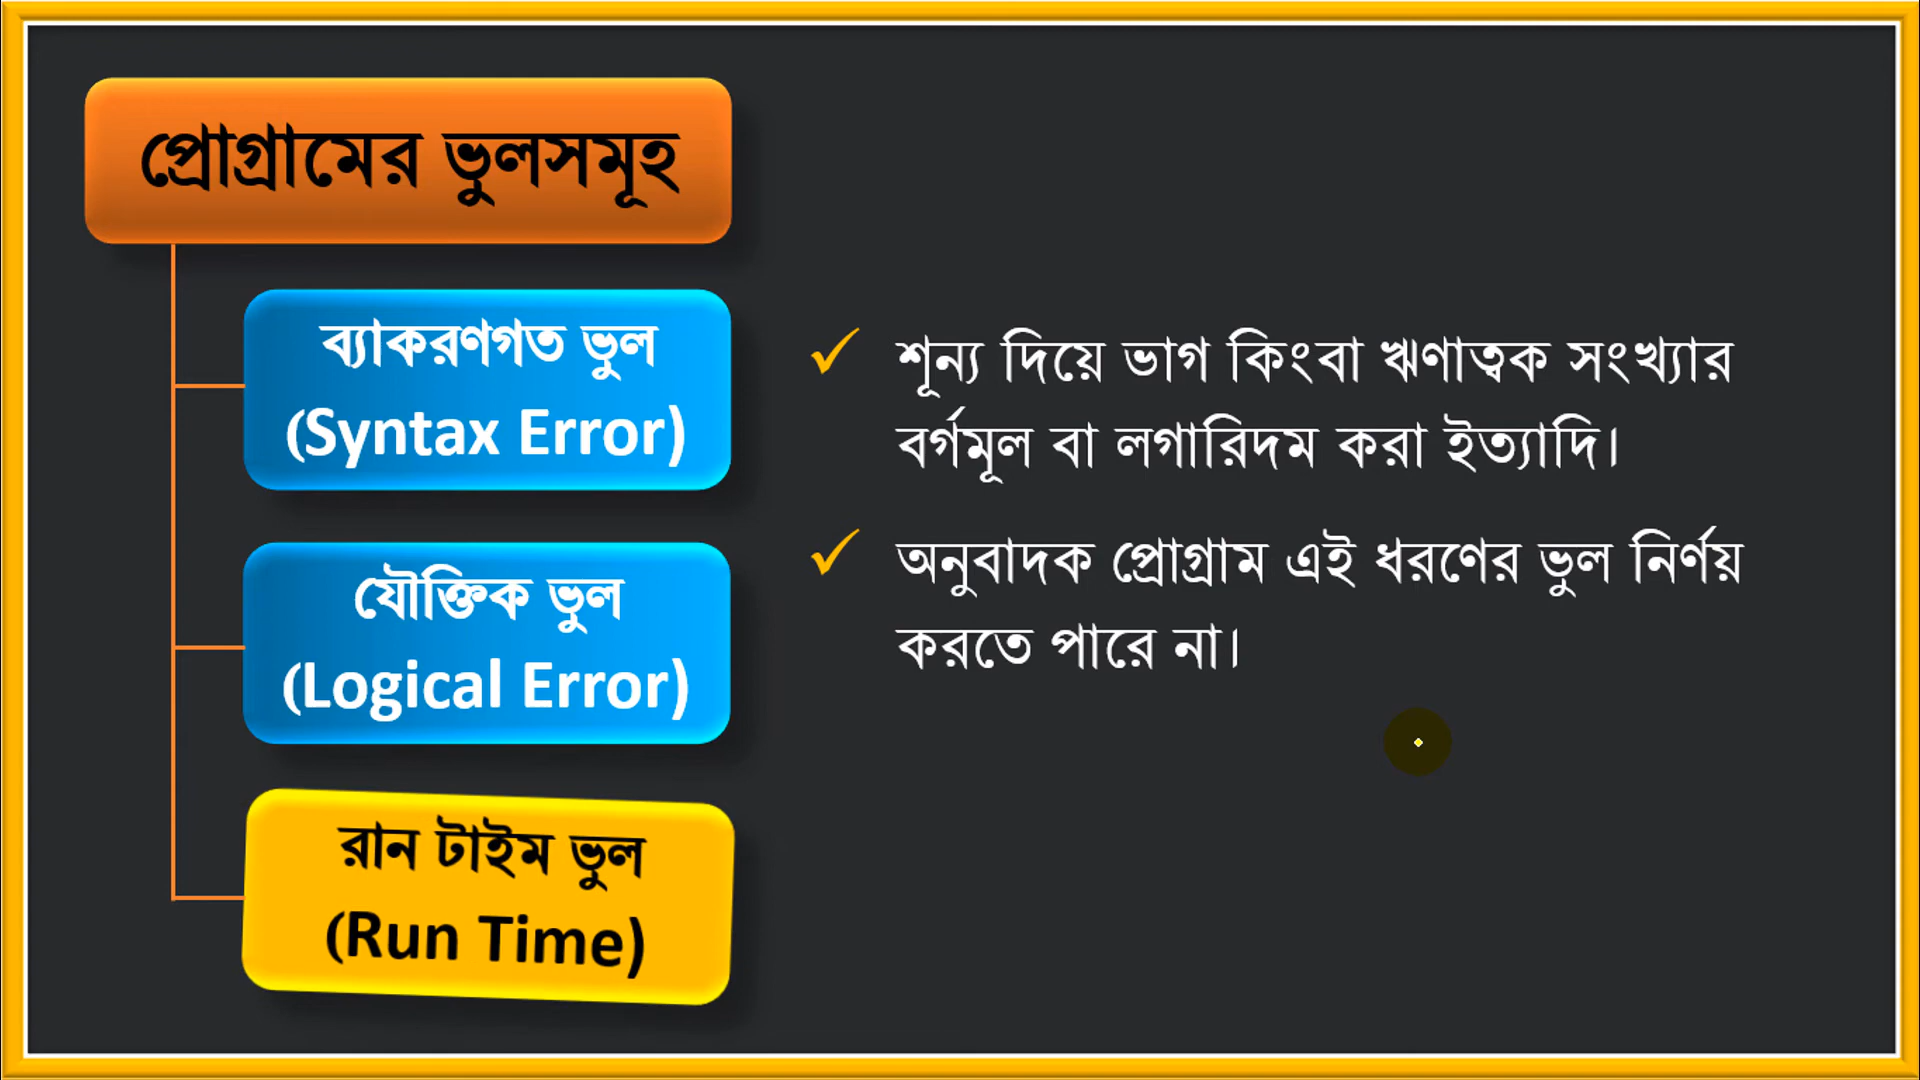 প্রোগ্রামের ভুলসমূহ
ব্যাকরণগত ভুল
(Syntax Error)
যৌক্তিক ভুল
(Logical Error)
রান টাইম ভুল
(Run Time)
শূন্য দিয়ে ভাগ কিংবা ঋণাত্বক সংখ্যার
বর্গমূল বা লগারিদম করা ইত্যাদি।
অনুবাদক প্রোগ্রাম এই ধরণের ভুল নির্ণয়
করতে পারে না।